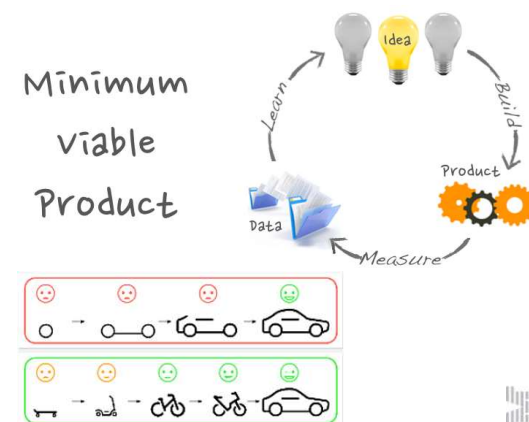 Minimum
Viable
Product
Idea
Build
Product
Measure
Data
Learn